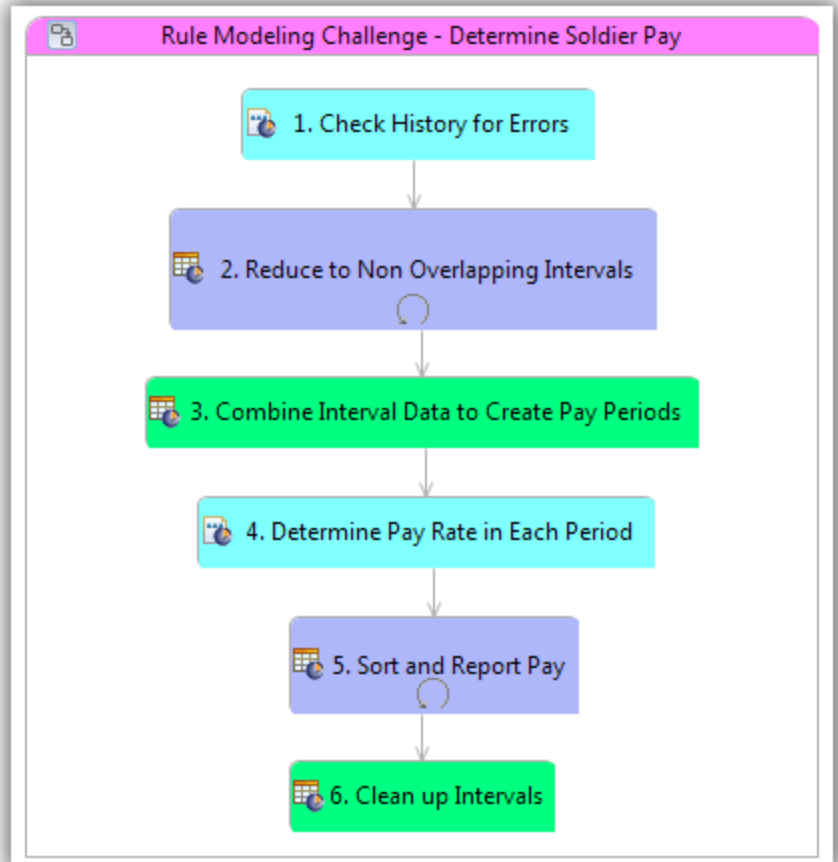 Rule Modeling Challenge - Determine Soldier Pay
1. Check History for Errors
2. Reduce to Non Overlapping Intervals
3. Combine Interval Data to Create Pay Periods
4. Determine Pay Rate in Each Period
5. Sort and Report Pay
6. Clean up Intervals